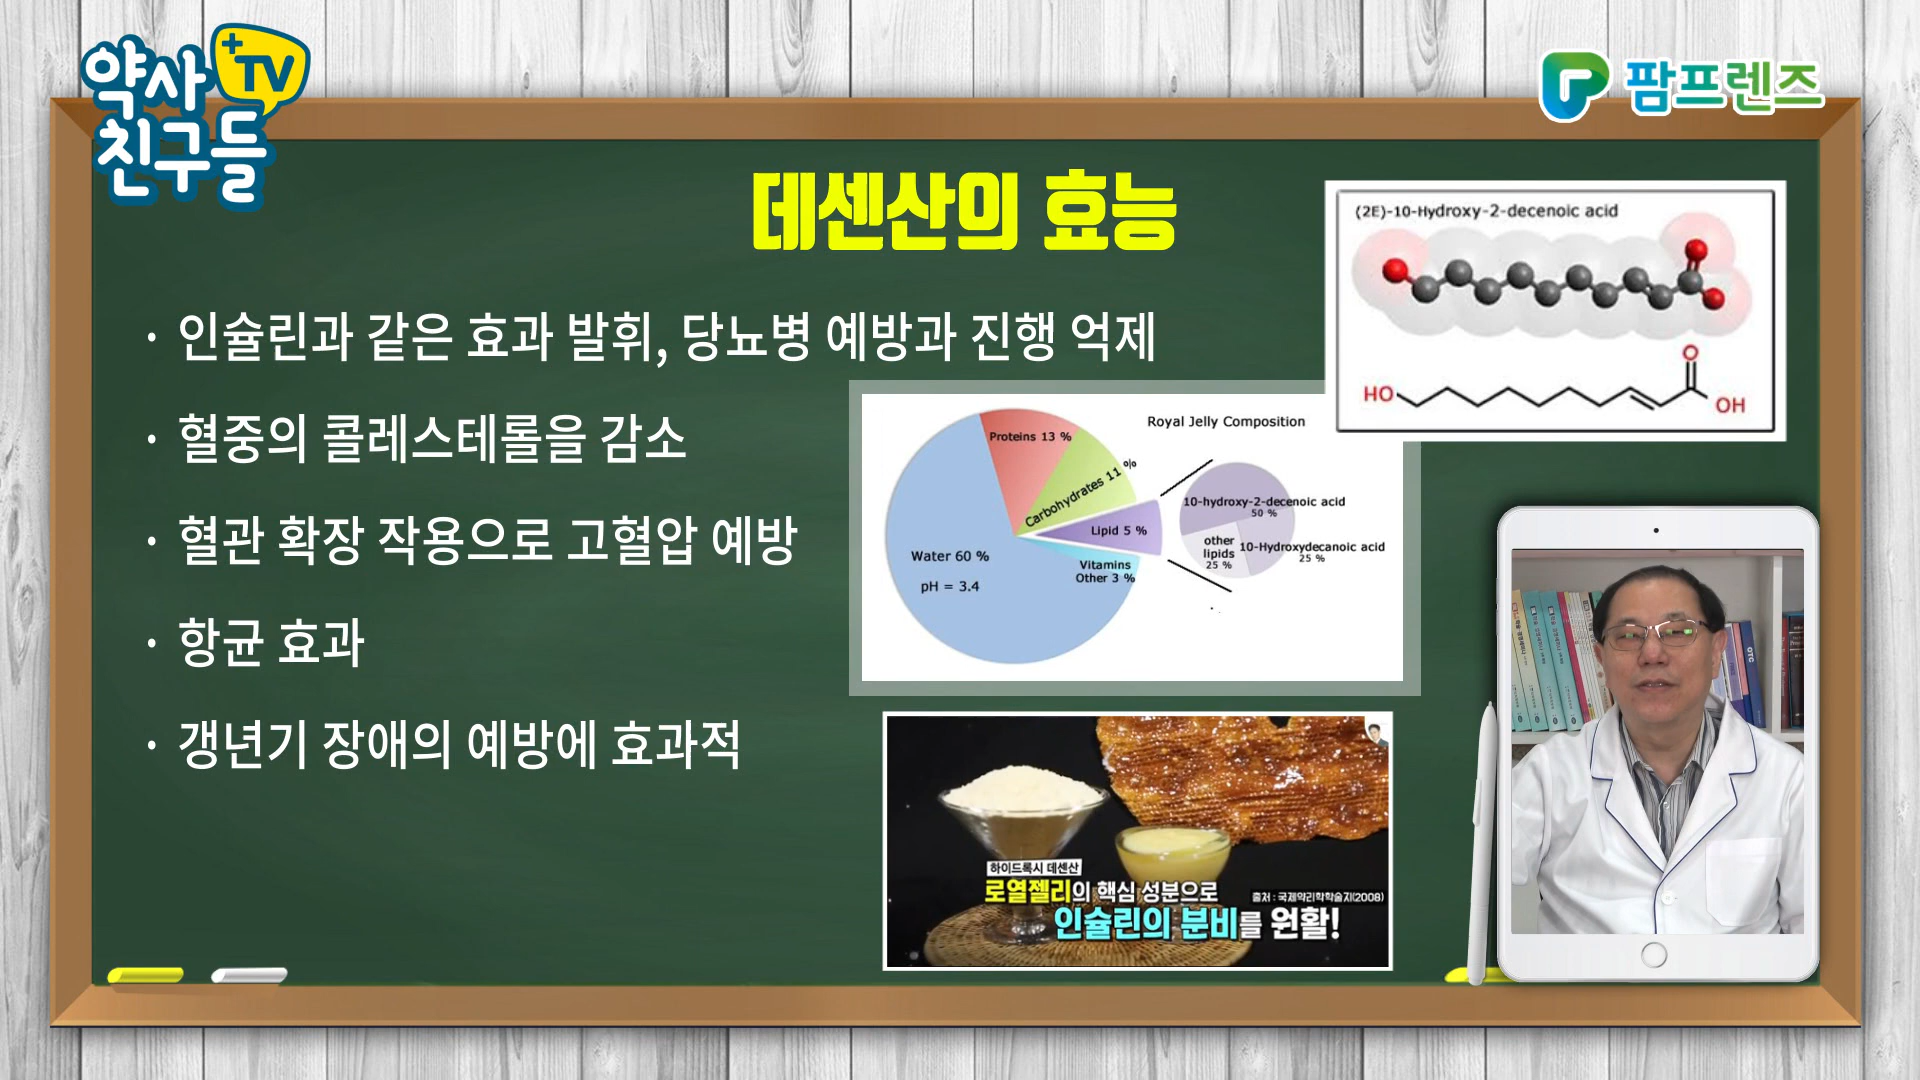 약사
TV
친구들
팜프렌즈
데센산의 효능
· 인슐린과 같은 효과 발휘, 당뇨병 예방과 진행 억제
· 혈중의 콜레스테롤을 감소
· 혈관 확장 작용으로 고혈압 예방
· 항균 효과
· 갱년기 장애의 예방에 효과적
(2E)-10-Hydroxy-2-decenoic acid
O
HO
OH
Royal Jelly Composition
Proteins 13 %
Carbohydrates 11 %
Lipid 5 %
Water 60 %
pH = 3.4
Vitamins
Other 3 %
10-hydroxy-2-decenoic acid
50 %
other
lipids
25 %
10-Hydroxydecanoic acid
25 %
하이드록시 데센산
로열젤리의 핵심 성분으로
출처 : 국제약리학학술지(2008)
인슐린의 분비를 원활!
OTC